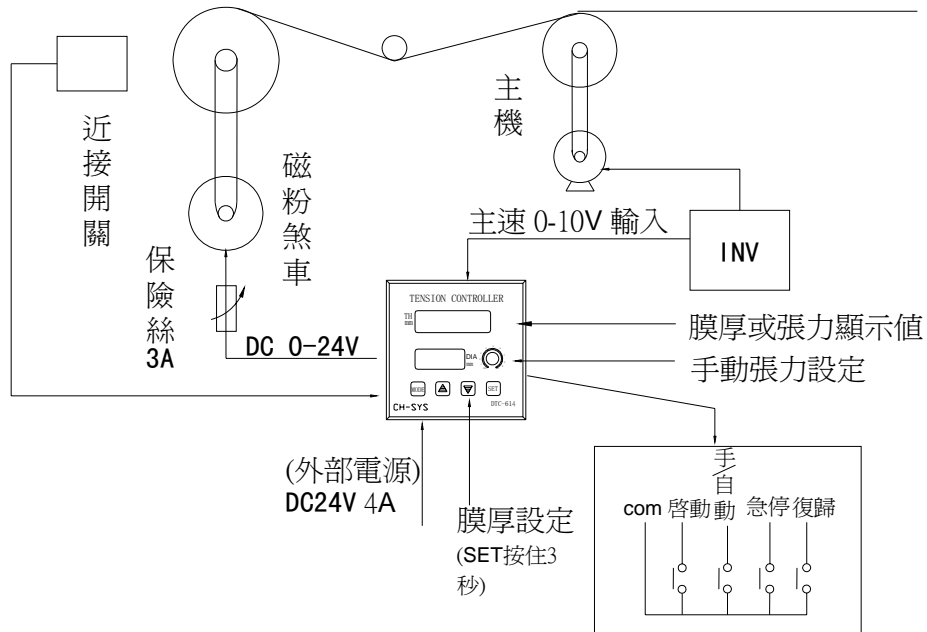 近接開關
磁粉煞車
保險絲
3A
DC 0-24V
主機
主速 0-10V 輸入
INV
TENSION CONTROLLER
TH
mm
DIA
mm
MODE
SET
CH-SYS
DTC-614
膜厚或張力顯示值
手動張力設定
(外部電源)
DC24V 4A
膜厚設定
(SET按住3
秒)
com 啓動 手/自動 急停 復歸